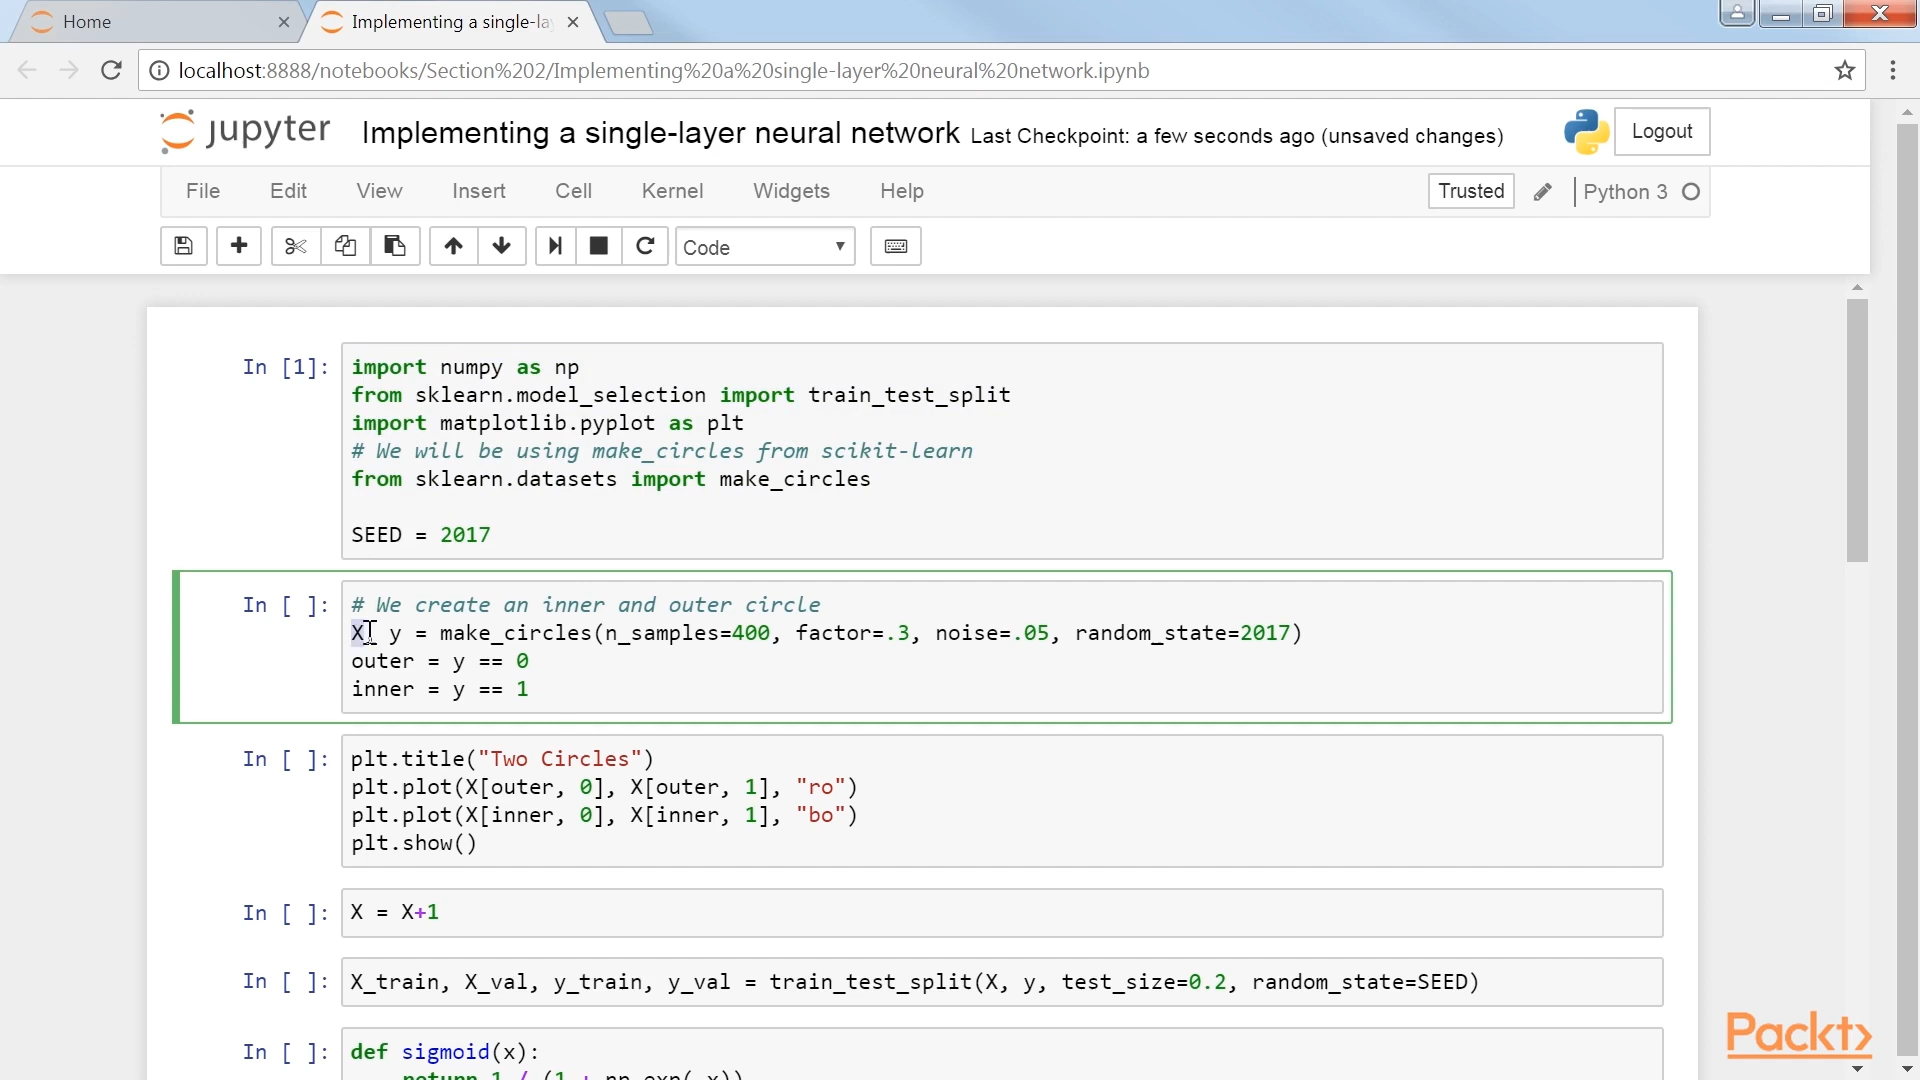 Home
Implementing a single-la
localhost:8888/notebooks/Section%202/Implementing%20a%20single-layer%20neural%20network.ipynb
jupyter Implementing a single-layer neural network Last Checkpoint: a few seconds ago (unsaved changes)
Logout
File Edit View Insert Cell Kernel Widgets Help
Trusted
Python 3
Code
In [1]:
import numpy as np
from sklearn.model_selection import train_test_split
import matplotlib.pyplot as plt
# We will be using make_circles from scikit-learn
from sklearn.datasets import make_circles
SEED = 2017
In [ ]:
# We create an inner and outer circle
X, y = make_circles(n_samples=400, factor=.3, noise=.05, random_state=2017)
outer = y == 0
inner = y == 1
In [ ]:
plt.title("Two Circles")
plt.plot(X[outer, 0], X[outer, 1], "ro")
plt.plot(X[inner, 0], X[inner, 1], "bo")
plt.show()
In [ ]:
X = X+1
In [ ]:
X_train, X_val, y_train, y_val = train_test_split(X, y, test_size=0.2, random_state=SEED)
In [ ]:
def sigmoid(x):
return 1 / (1 + np.exp(-x))
Packt>